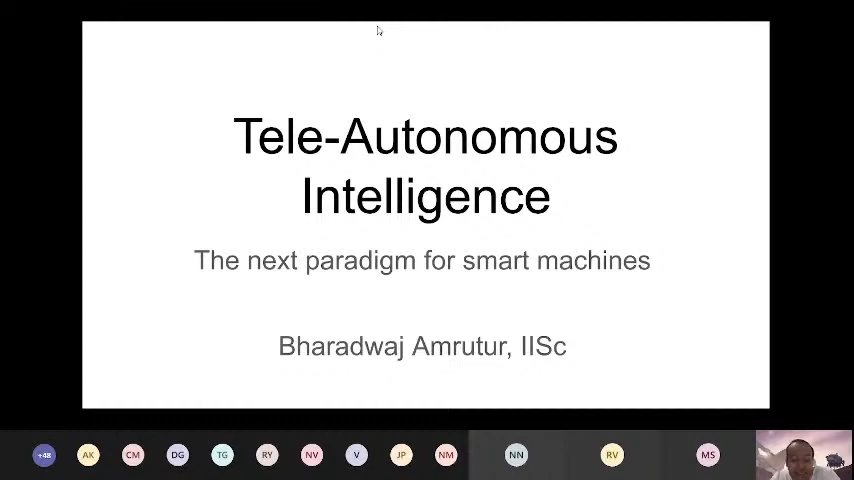 Tele-Autonomous
Intelligence
The next paradigm for smart machines
Bharadwaj Amrutur, IISc
+48 AK CM DG TG RY NV V JP NM NN RV MS